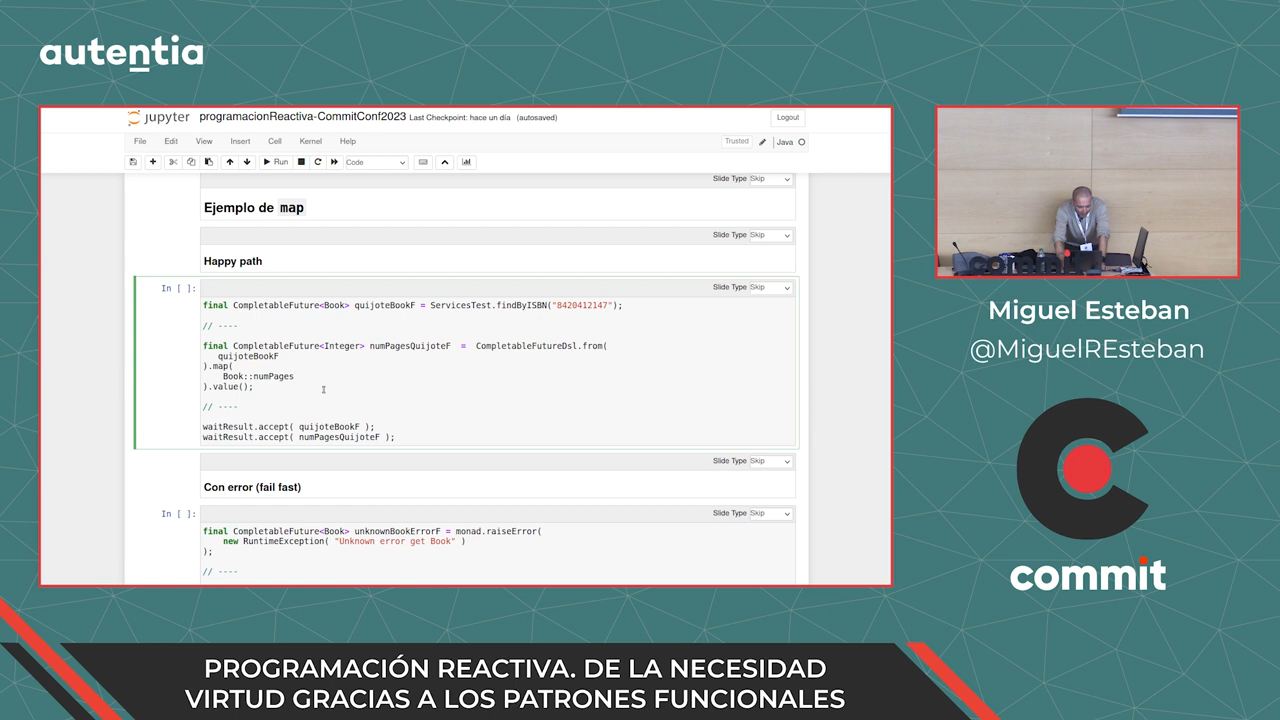 autentia
jupyter programacionReactiva-CommitConf2023 Last Checkpoint: hace un día (autosaved)
Logout
File Edit View Insert Cell Kernel Help
Trusted Java
Run Code
Slide Type Skip
Ejemplo de map
Slide Type Skip
Happy path
In [ ]:
Slide Type Skip
final CompletableFuture<Book> quijoteBookF = ServicesTest.findByISBN("8420412147");
// ----
final CompletableFuture<Integer> numPagesQuijoteF = CompletableFutureDsl.from(
quijoteBookF
).map(
Book::numPages
).value();
// ----
waitResult.accept( quijoteBookF );
waitResult.accept( numPagesQuijoteF );
Slide Type Skip
Con error (fail fast)
In [ ]:
Slide Type Skip
final CompletableFuture<Book> unknownBookErrorF = monad.raiseError(
new RuntimeException( "Unknown error get Book" )
);
// ----
commit
Miguel Esteban
@MiguelREsteban
commit
PROGRAMACIÓN REACTIVA. DE LA NECESIDAD
VIRTUD GRACIAS A LOS PATRONES FUNCIONALES